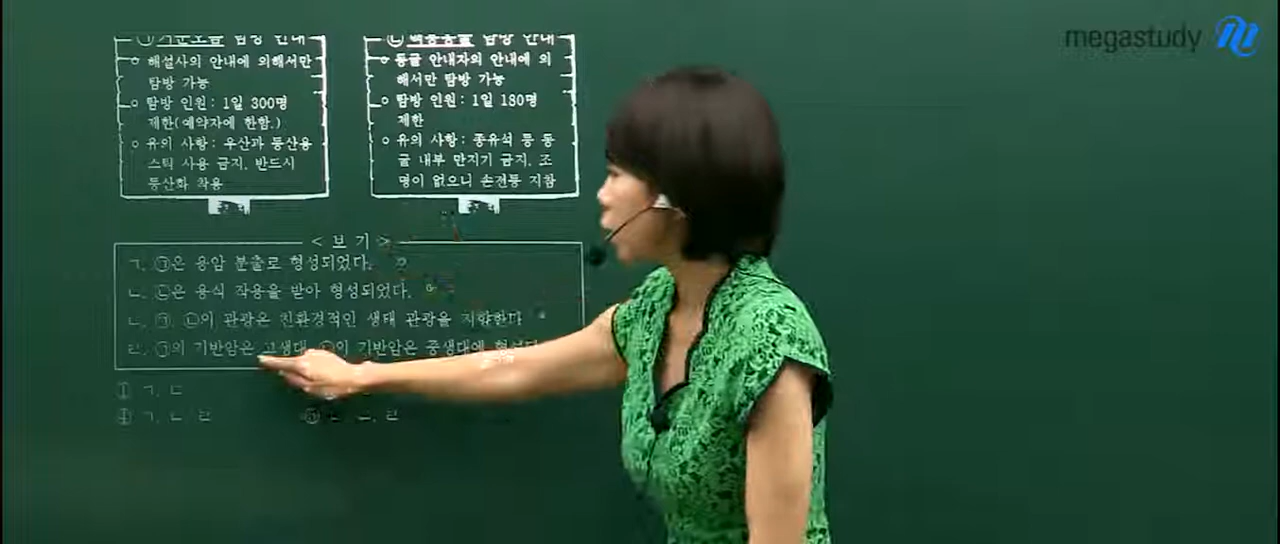 megastudy
㉠ 거문오름 탐방 안내
○ 해설사의 안내에 의해서만
탐방 가능
○ 탐방 인원: 1일 300명
제한(예약자에 한함.)
○ 유의 사항: 우산과 등산용
스틱 사용 금지, 반드시
등산화 착용
㉡ 탐방 안내
○ 동굴 안내자의 안내에 의
해서만 탐방 가능
○ 탐방 인원: 1일 180명
제한
○ 유의 사항: 종유석 등 동
굴 내부 만지기 금지, 조
명이 없으니 손전등 지참
< 보 기 >
ㄱ. ㉠은 용암 분출로 형성되었다.
ㄴ. ㉡은 용식 작용을 받아 형성되었다.
ㄷ. ㉠, ㉡의 관광은 친환경적인 생태 관광을 지향한다
ㄹ. ㉠의 기반암은 고생대, 의 기반암은 중생대에
① ㄱ, ㄷ
④ ㄱ, ㄴ, ㄹ
⑤ ㄹ